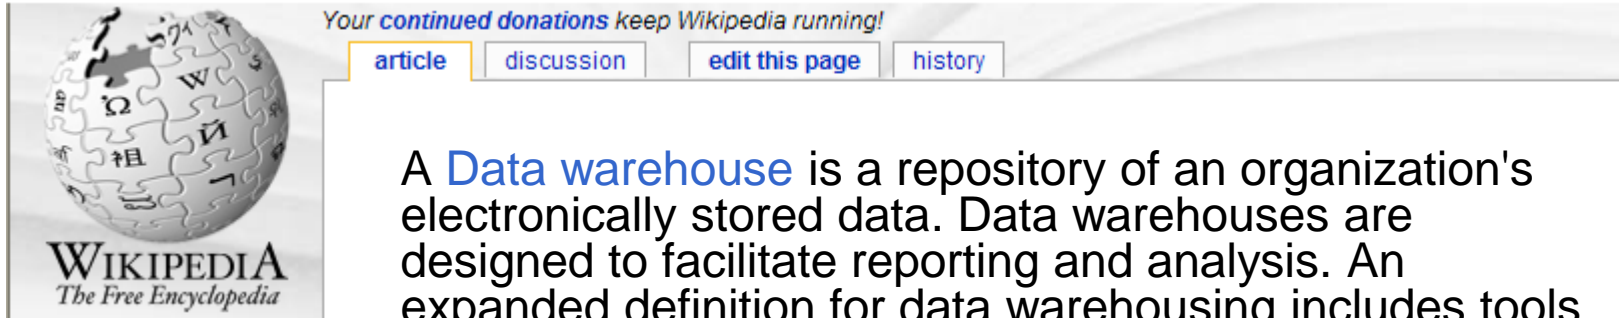 Your continued donations keep Wikipedia running!
article discussion edit this page history
A Data warehouse is a repository of an organization's
electronically stored data. Data warehouses are
designed to facilitate reporting and analysis. An
expanded definition for data warehousing includes tools
W Ω И 祖
WIKIPEDIA
The Free Encyclopedia